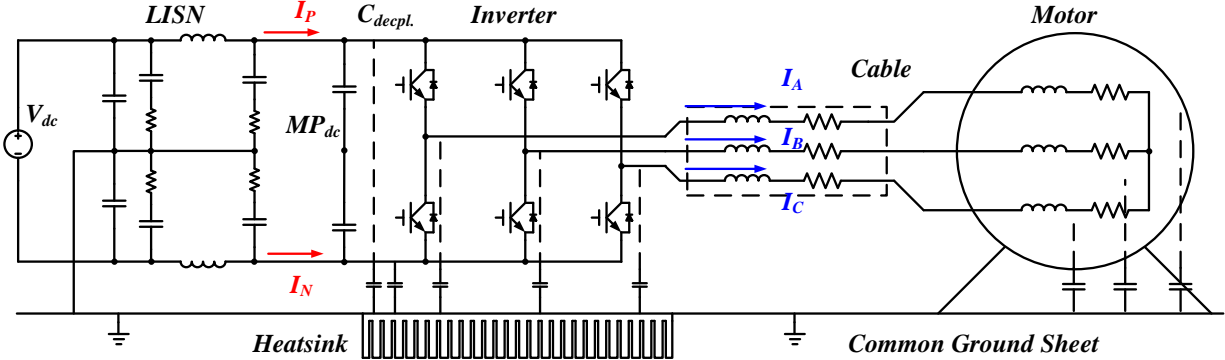 LISN
I_P
C_decpl.
Inverter
Motor
I_A
Cable
V_dc
MP_dc
I_B
I_C
I_N
Heatsink
Common Ground Sheet